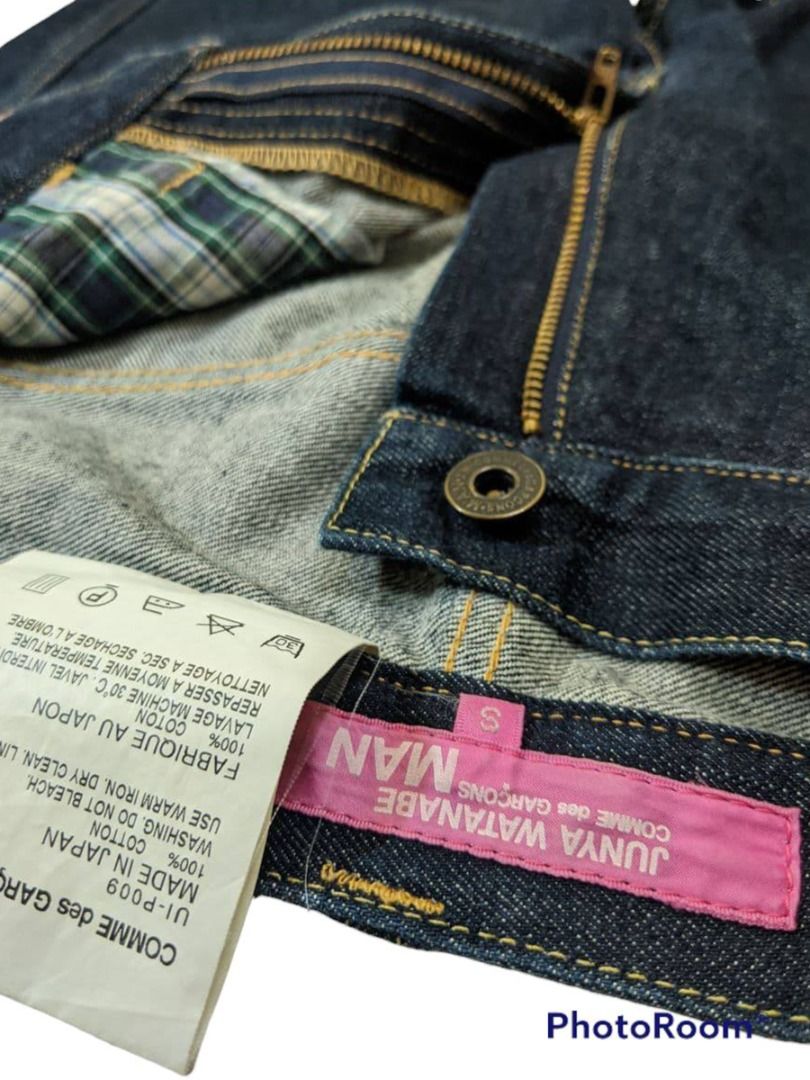 COMME des GARÇO
UI-P009
MADE IN JAPAN
100% COTTON
WASHING. DO NOT BLEACH.
USE WARM IRON. DRY CLEAN. LIN
FABRIQUE AU JAPON
100% COTON
LAVAGE MACHINE 30°C. JAVEL INTERDI
REPASSER A MOYENNE TEMPERATURE
NETTOYAGE A SEC. SECHAGE A L'OMBRE
30
P
S
JUNYA WATANABE
COMME des GARÇONS
MAN
PhotoRoom